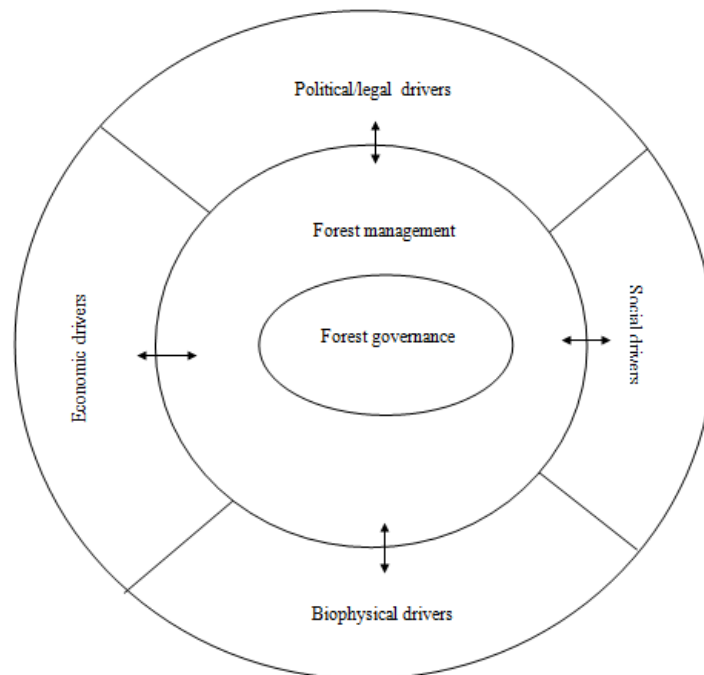 Political/legal drivers
Forest management
Forest governance
Economic drivers
Social drivers
Biophysical drivers